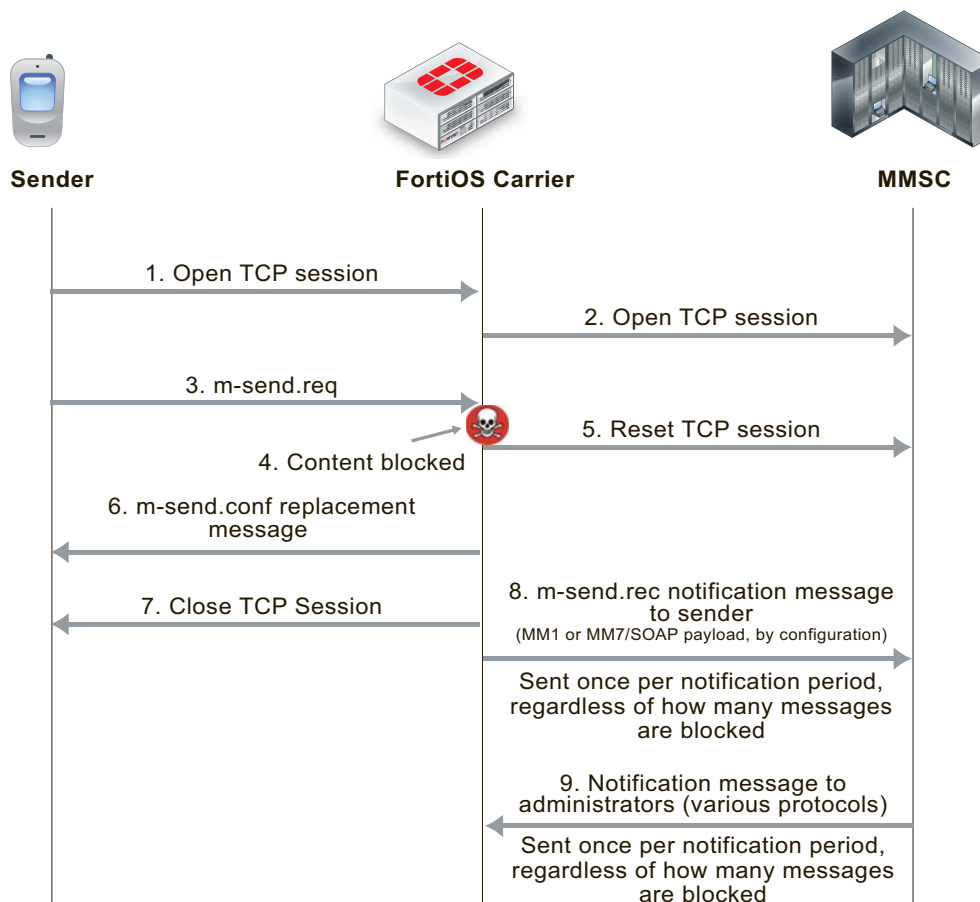 Sender
FortiOS Carrier
MMSC
1. Open TCP session
2. Open TCP session
3. m-send.req
4. Content blocked
5. Reset TCP session
6. m-send.conf replacement
message
7. Close TCP Session
8. m-send.rec notification message
to sender
(MM1 or MM7/SOAP payload, by configuration)
Sent once per notification period,
regardless of how many messages
are blocked
9. Notification message to
administrators (various protocols)
Sent once per notification period,
regardless of how many messages
are blocked